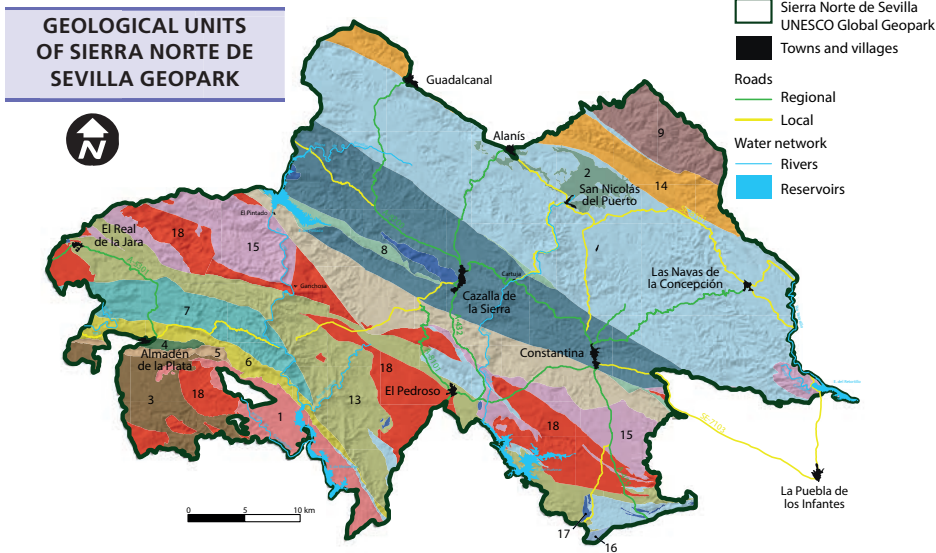 GEOLOGICAL UNITS
OF SIERRA NORTE DE
SEVILLA GEOPARK
N
Sierra Norte de Sevilla
UNESCO Global Geopark
Towns and villages
Roads
Regional
Local
Water network
Rivers
Reservoirs
Guadalcanal
Alanís
9
2
14
San Nicolás
del Puerto
El Pintado
El Real
de la Jara
18
15
8
Cartuja
Las Navas de
la Concepción
Ganchosa
Cazalla de
la Sierra
7
4
Almadén
de la Plata
5
6
Constantina
18
El Pedroso
3
18
1
13
18
15
SE-7103
La Puebla de
los Infantes
0
5
10 km
17
16